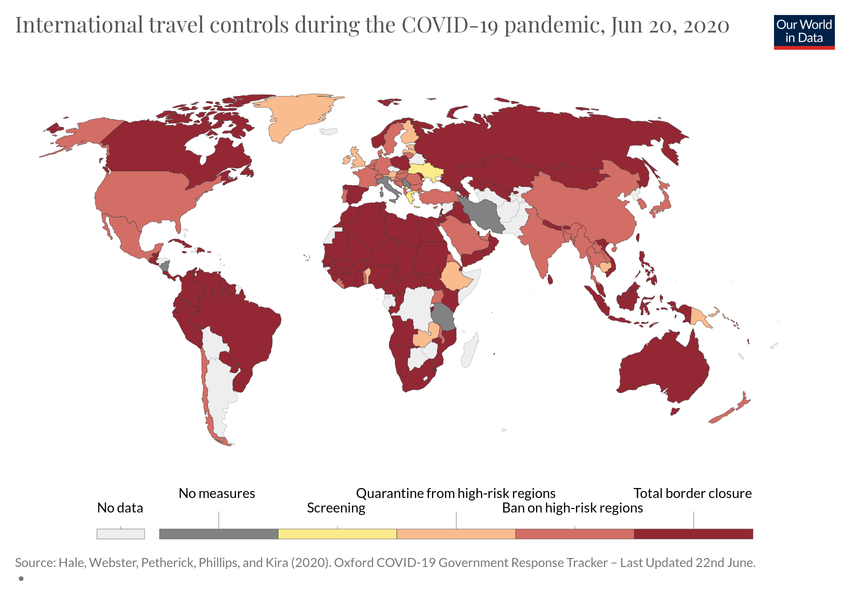 International travel controls during the COVID-19 pandemic, Jun 20, 2020
Our World
in Data
No data
No measures
Screening
Quarantine from high-risk regions
Ban on high-risk regions
Total border closure
Source: Hale, Webster, Petherick, Phillips, and Kira (2020). Oxford COVID-19 Government Response Tracker – Last Updated 22nd June.